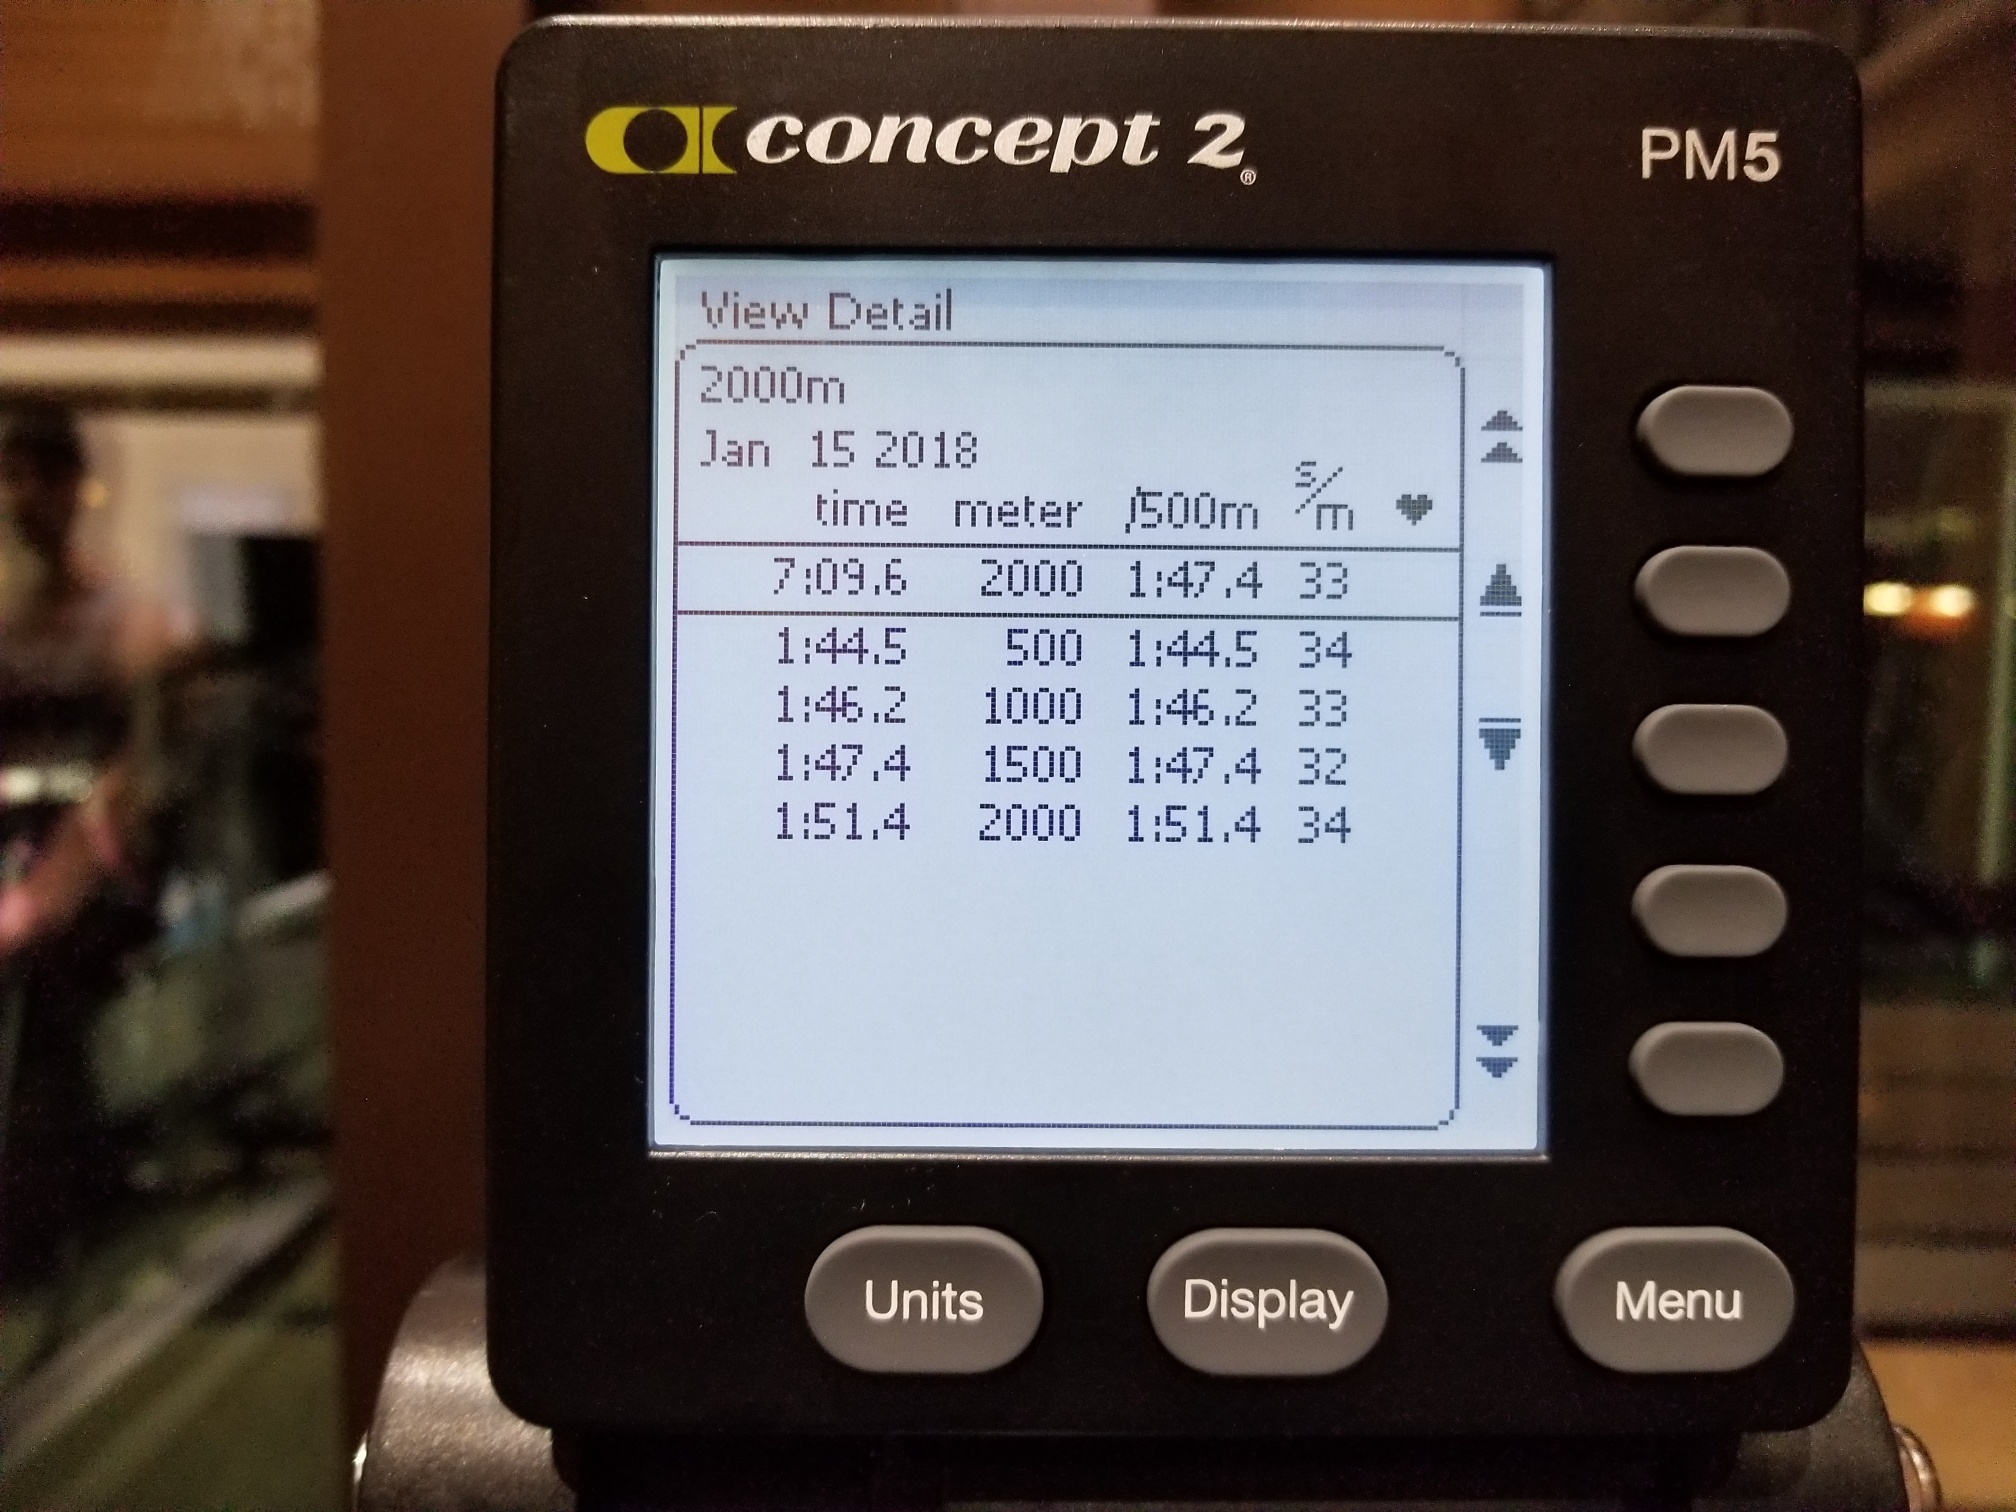 concept 2®
PM5
View Detail
2000m
Jan 15 2018
time meter /500m s/m ♥
7:09.6 2000 1:47.4 33
1:44.5 500 1:44.5 34
1:46.2 1000 1:46.2 33
1:47.4 1500 1:47.4 32
1:51.4 2000 1:51.4 34
Units Display Menu